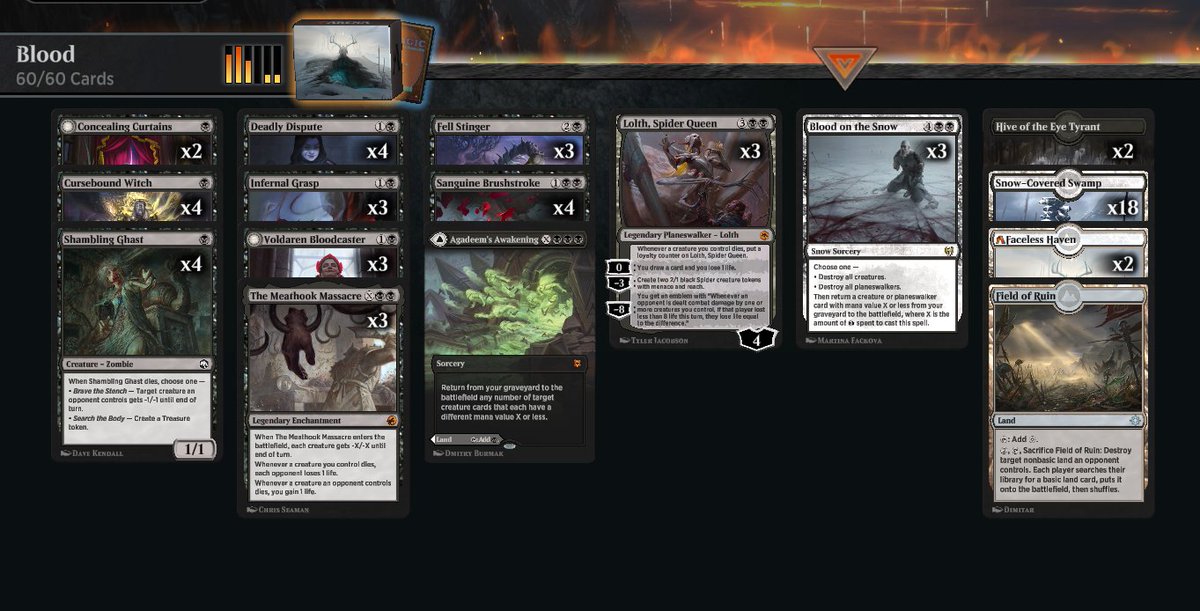 Blood
60/60 Cards
ARENA
Concealing Curtains
x2
Cursebound Witch
x4
Shambling Ghast
x4
Creature – Zombie
When Shambling Ghast dies, choose one —
• Brave the Stench — Target creature an
opponent controls gets -1/-1 until end of
turn.
• Search the Body — Create a Treasure
token.
1/1
Dave Kendall
Deadly Dispute 1
x4
Infernal Grasp 1
x3
Voldaren Bloodcaster 1
x3
The Meathook Massacre X
x3
Legendary Enchantment
When The Meathook Massacre enters the
battlefield, each creature gets -X/-X until
end of turn.
Whenever a creature you control dies,
each opponent loses 1 life.
Whenever a creature an opponent controls
dies, you gain 1 life.
Chris Seaman
Fell Stinger 2
x3
Sanguine Brushstroke 1
x4
Agadeem's Awakening X
Sorcery
Return from your graveyard to the
battlefield any number of target
creature cards that each have a
different mana value X or less.
Land
Add
Dmitry Burmak
Lolth, Spider Queen 3
x3
Legendary Planeswalker – Lolth
Whenever a creature you control dies, put a
loyalty counter on Lolth, Spider Queen.
0 : You draw a card and you lose 1 life.
-3 : Create two 2/1 black Spider creature tokens
with menace and reach.
-8 : You get an emblem with "Whenever an
opponent is dealt combat damage by one or
more creatures you control, if that player lost
less than 8 life this turn, they lose life equal
to the difference."
4
Tyler Jacobson
Blood on the Snow 4
x3
Snow Sorcery
Choose one —
• Destroy all creatures.
• Destroy all planeswalkers.
Then return a creature or planeswalker
card with mana value X or less from your
graveyard to the battlefield, where X is the
amount of spent to cast this spell.
Martina Fackova
Hive of the Eye Tyrant
x2
Snow-Covered Swamp
x18
Faceless Haven
x2
Field of Ruin
Land
: Add .
, , Sacrifice Field of Ruin: Destroy
target nonbasic land an opponent
controls. Each player searches their
library for a basic land card, puts it
onto the battlefield, then shuffles.
Dimitar